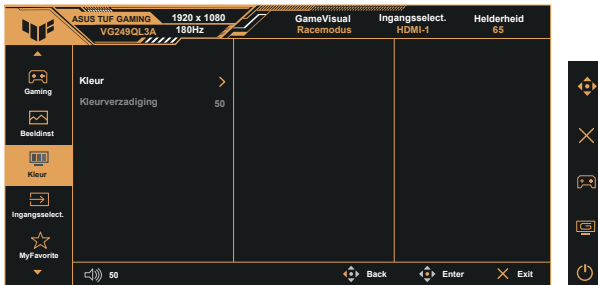 ASUS TUF GAMING 1920 x 1080 GameVisual Ingangsselect. Helderheid
VG249QL3A 180Hz Racemodus HDMI-1 65
Gaming
Beeldinst
Kleur
Ingangsselect.
MyFavorite
Kleur
Kleurverzadiging 50
50 Back Enter Exit